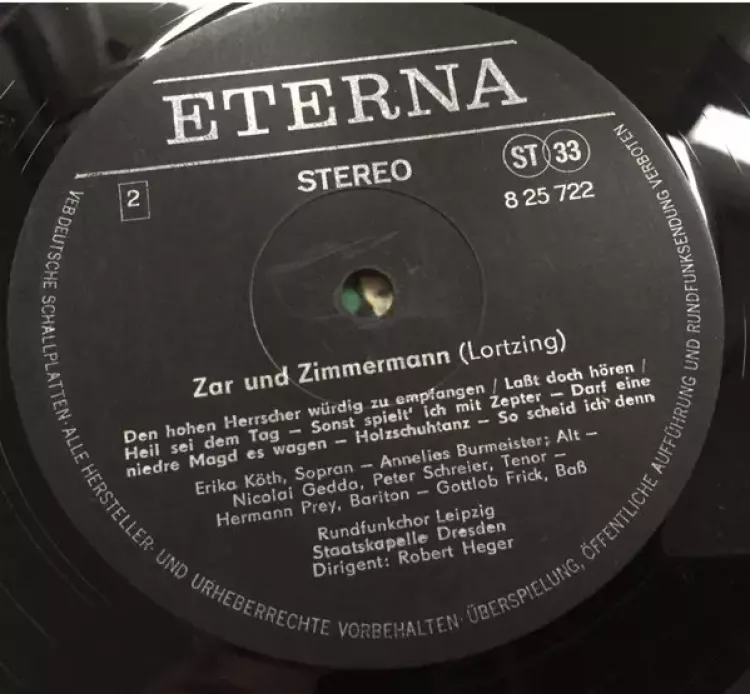 ETERNA
STEREO
ST 33
2
8 25 722
Zar und Zimmermann (Lortzing)
Den hohen Herrscher würdig zu empfangen / Laßt doch hören /
Heil sei dem Tag – Sonst spielt' ich mit Zepter – Darf eine
niedre Magd es wagen – Holzschuhtanz – So scheid ich denn
Erika Köth, Sopran – Annelies Burmeister; Alt –
Nicolai Gedda, Peter Schreier, Tenor –
Hermann Prey, Bariton – Gottlob Frick, Baß
Rundfunkchor Leipzig
Staatskapelle Dresden
Dirigent: Robert Heger
VEB DEUTSCHE SCHALLPLATTEN · ALLE HERSTELLER- UND URHEBERRECHTE VORBEHALTEN · ÜBERSPIELUNG, ÖFFENTLICHE AUFFÜHRUNG UND RUNDFUNKSENDUNG VERBOTEN